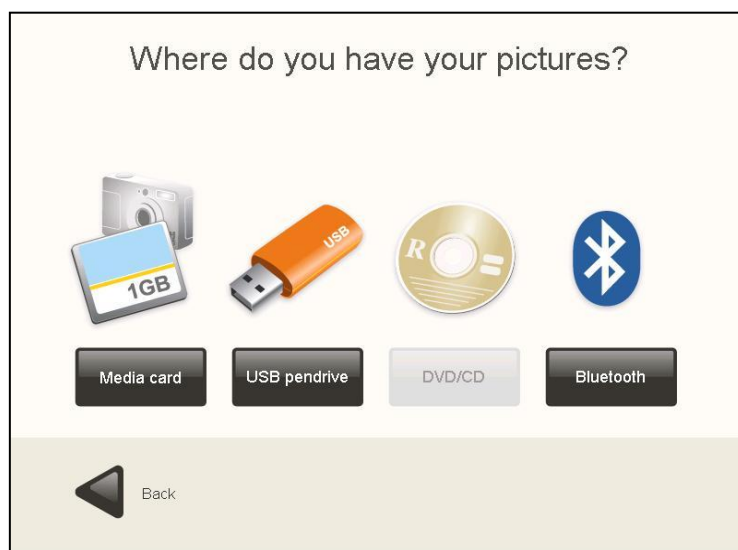 Where do you have your pictures?
1GB
USB
R
Media card
USB pendrive
DVD/CD
Bluetooth
Back